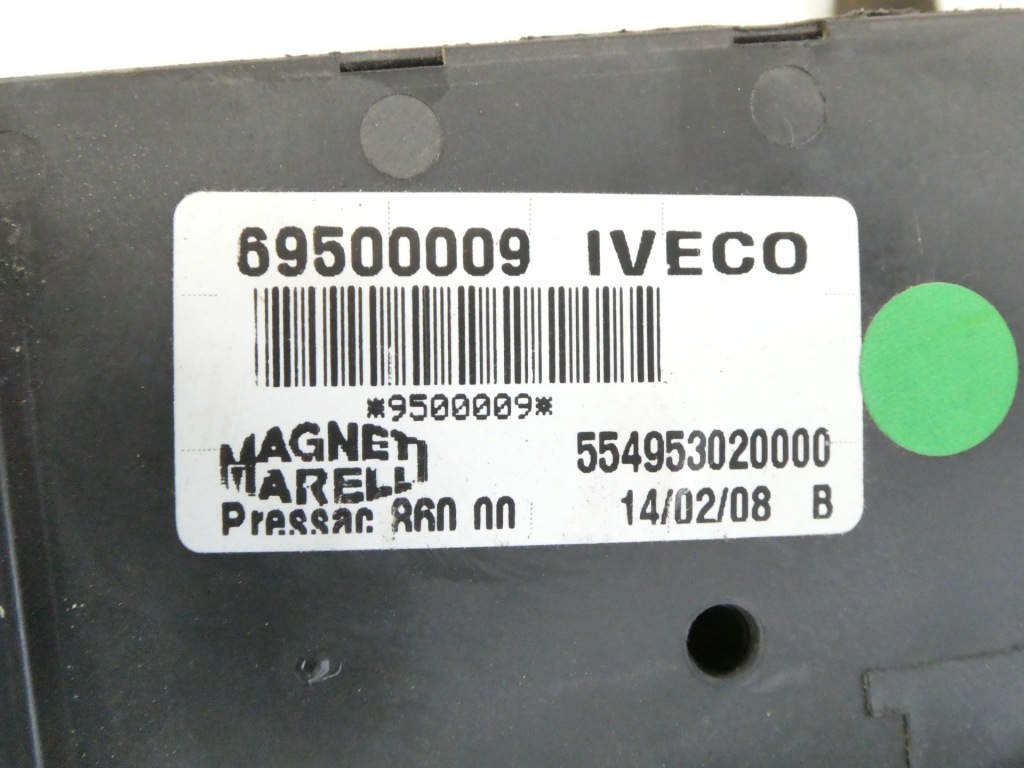 69500009 IVECO
*9500009*
MAGNETI
MARELLI
554953020000
Pressac 860 00
14/02/08 B